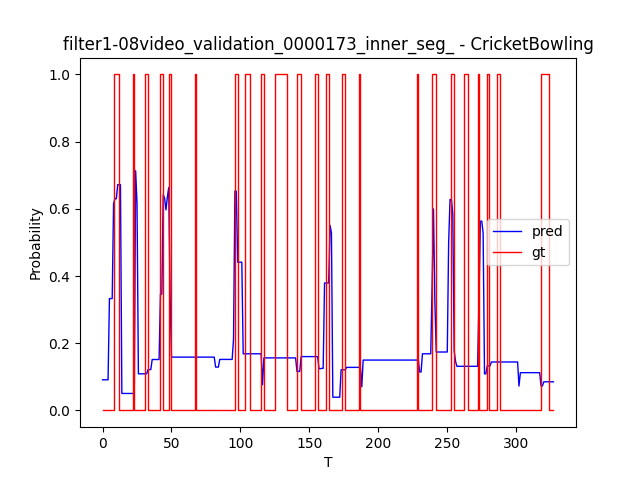 filter1-08video_validation_0000173_inner_seg_ - CricketBowling
1.0
0.8
0.6
0.4
0.2
0.0
Probability
pred
gt
0 50 100 150 200 250 300
T